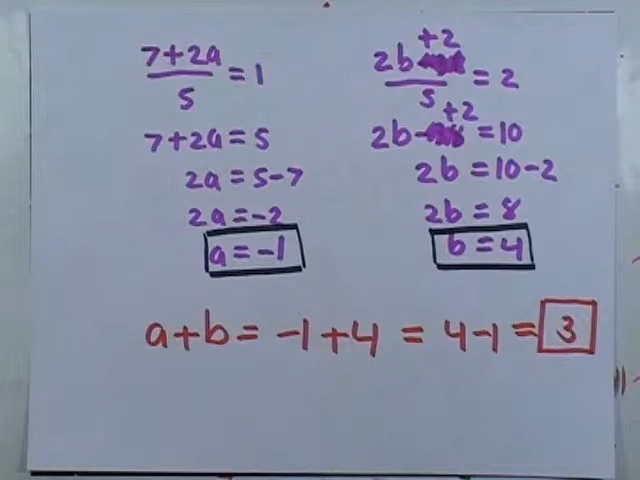 7+2a/5 = 1
7+2a = 5
2a = 5-7
2a = -2
a = -1
2b +2/5 = 2
2b +2 = 10
2b = 10-2
2b = 8
b = 4
a+b = -1+4 = 4-1 = 3